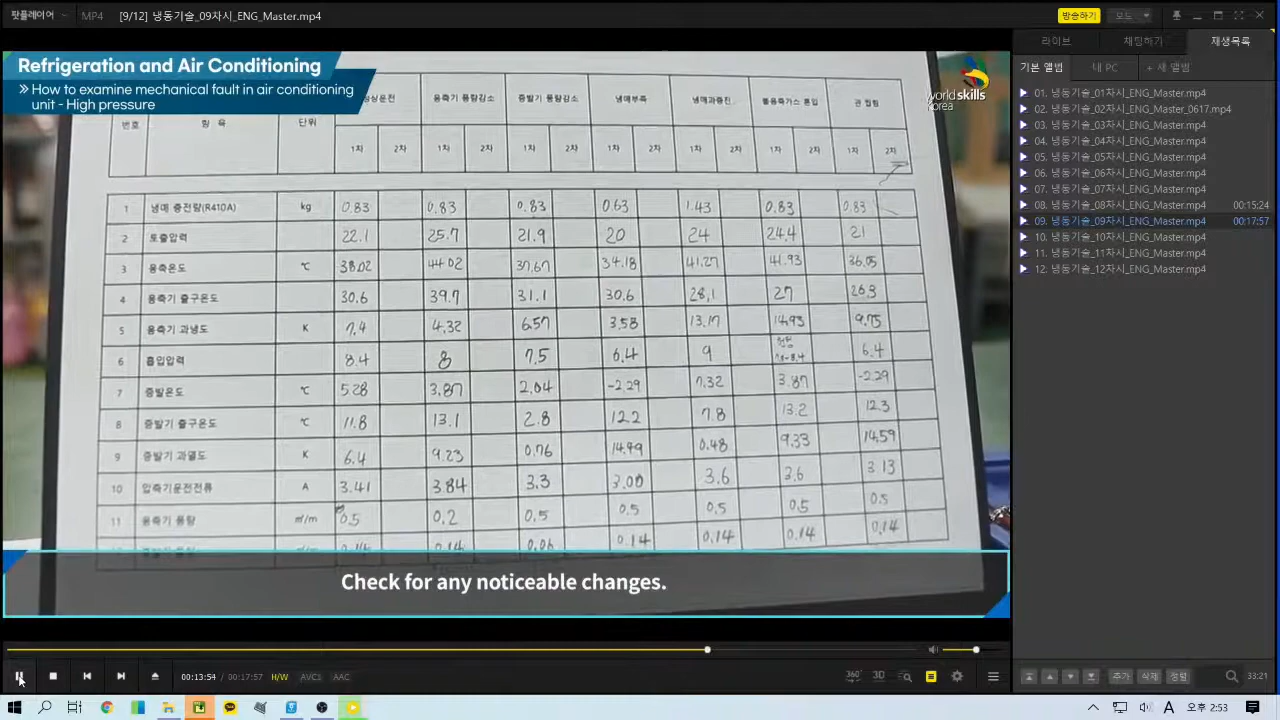 팟플레이어 MP4 [9/12] 냉동기술_09차시_ENG_Master.mp4 방송하기 모드
Refrigeration and Air Conditioning
» How to examine mechanical fault in air conditioning
unit - High pressure
worldskills
Korea
정상운전 응축기 풍량감소 증발기 풍량감소 냉매부족 냉매과충진 불응축가스 혼입 관 접힘
번호 항 목 단위
1차 2차 1차 2차 1차 2차 1차 2차 1차 2차 1차 2차 1차 2차
1 냉매 충전량(R410A) kg 0.83 0.83 0.83 0.63 1.43 0.83 0.83
2 토출압력 22.1 25.7 21.9 20 24 24.4 21
3 응축온도 ℃ 38.02 44.02 37.67 34.18 41.27 41.93 36.05
4 응축기 출구온도 30.6 39.7 31.1 30.6 28.1 27 26.3
5 응축기 과냉도 K 7.4 4.32 6.57 3.58 13.17 14.93 9.75
6 흡입압력 8.4 8 7.5 6.4 9 7.8~8.4 6.4
7 증발온도 ℃ 5.28 3.87 2.04 -2.29 7.32 3.87 -2.29
8 증발기 출구온도 ℃ 11.8 13.1 2.8 12.2 7.8 13.2 12.3
9 증발기 과열도 K 6.4 9.23 0.76 14.49 0.48 9.33 14.59
10 압축기운전전류 A 3.41 3.84 3.3 3.00 3.6 3.6 3.13
11 응축기 풍량 ㎥/m 0.5 0.2 0.5 0.5 0.5 0.5 0.5
0.14 0.14 0.06 0.14 0.14 0.14 0.14
Check for any noticeable changes.
00:13:54 / 00:17:57 H/W AVC1 AAC
360° 3D
라이브 채팅하기 재생목록
기본 앨범 내 PC + 새 앨범
01. 냉동기술_01차시_ENG_Master.mp4
02. 냉동기술_02차시_ENG_Master_0617.mp4
03. 냉동기술_03차시_ENG_Master.mp4
04. 냉동기술_04차시_ENG_Master.mp4
05. 냉동기술_05차시_ENG_Master.mp4
06. 냉동기술_06차시_ENG_Master.mp4
07. 냉동기술_07차시_ENG_Master.mp4
08. 냉동기술_08차시_ENG_Master.mp4 00:15:24
09. 냉동기술_09차시_ENG_Master.mp4 00:17:57
10. 냉동기술_10차시_ENG_Master.mp4
11. 냉동기술_11차시_ENG_Master.mp4
12. 냉동기술_12차시_ENG_Master.mp4
추가 삭제 정렬 33:21
A 오후 2:53